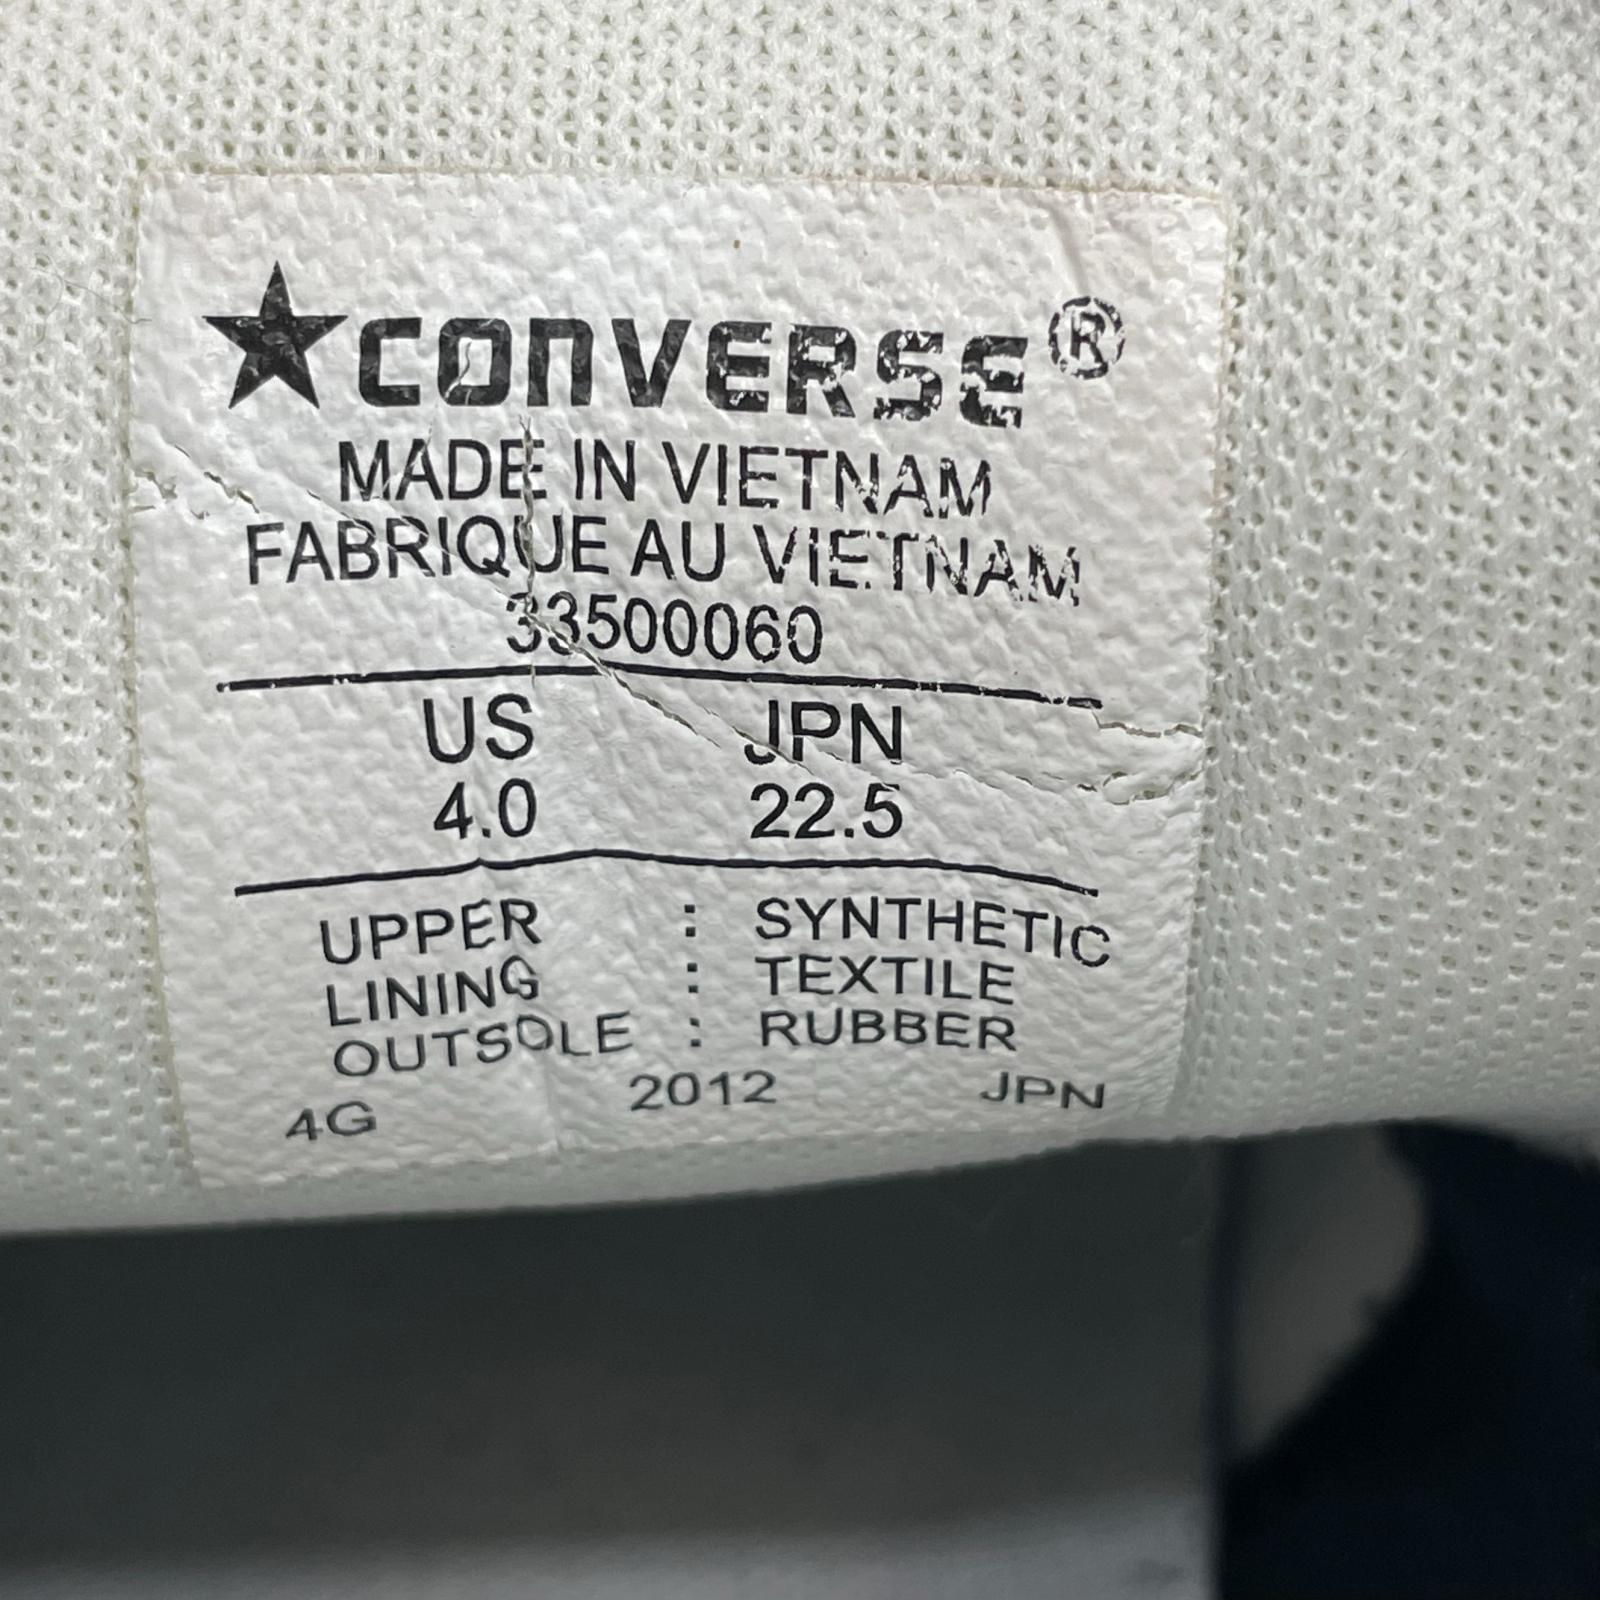 ★CONVERSE®
MADE IN VIETNAM
FABRIQUE AU VIETNAM
33500060
US JPN
4.0 22.5
UPPER : SYNTHETIC
LINING : TEXTILE
OUTSOLE : RUBBER
4G 2012 JPN